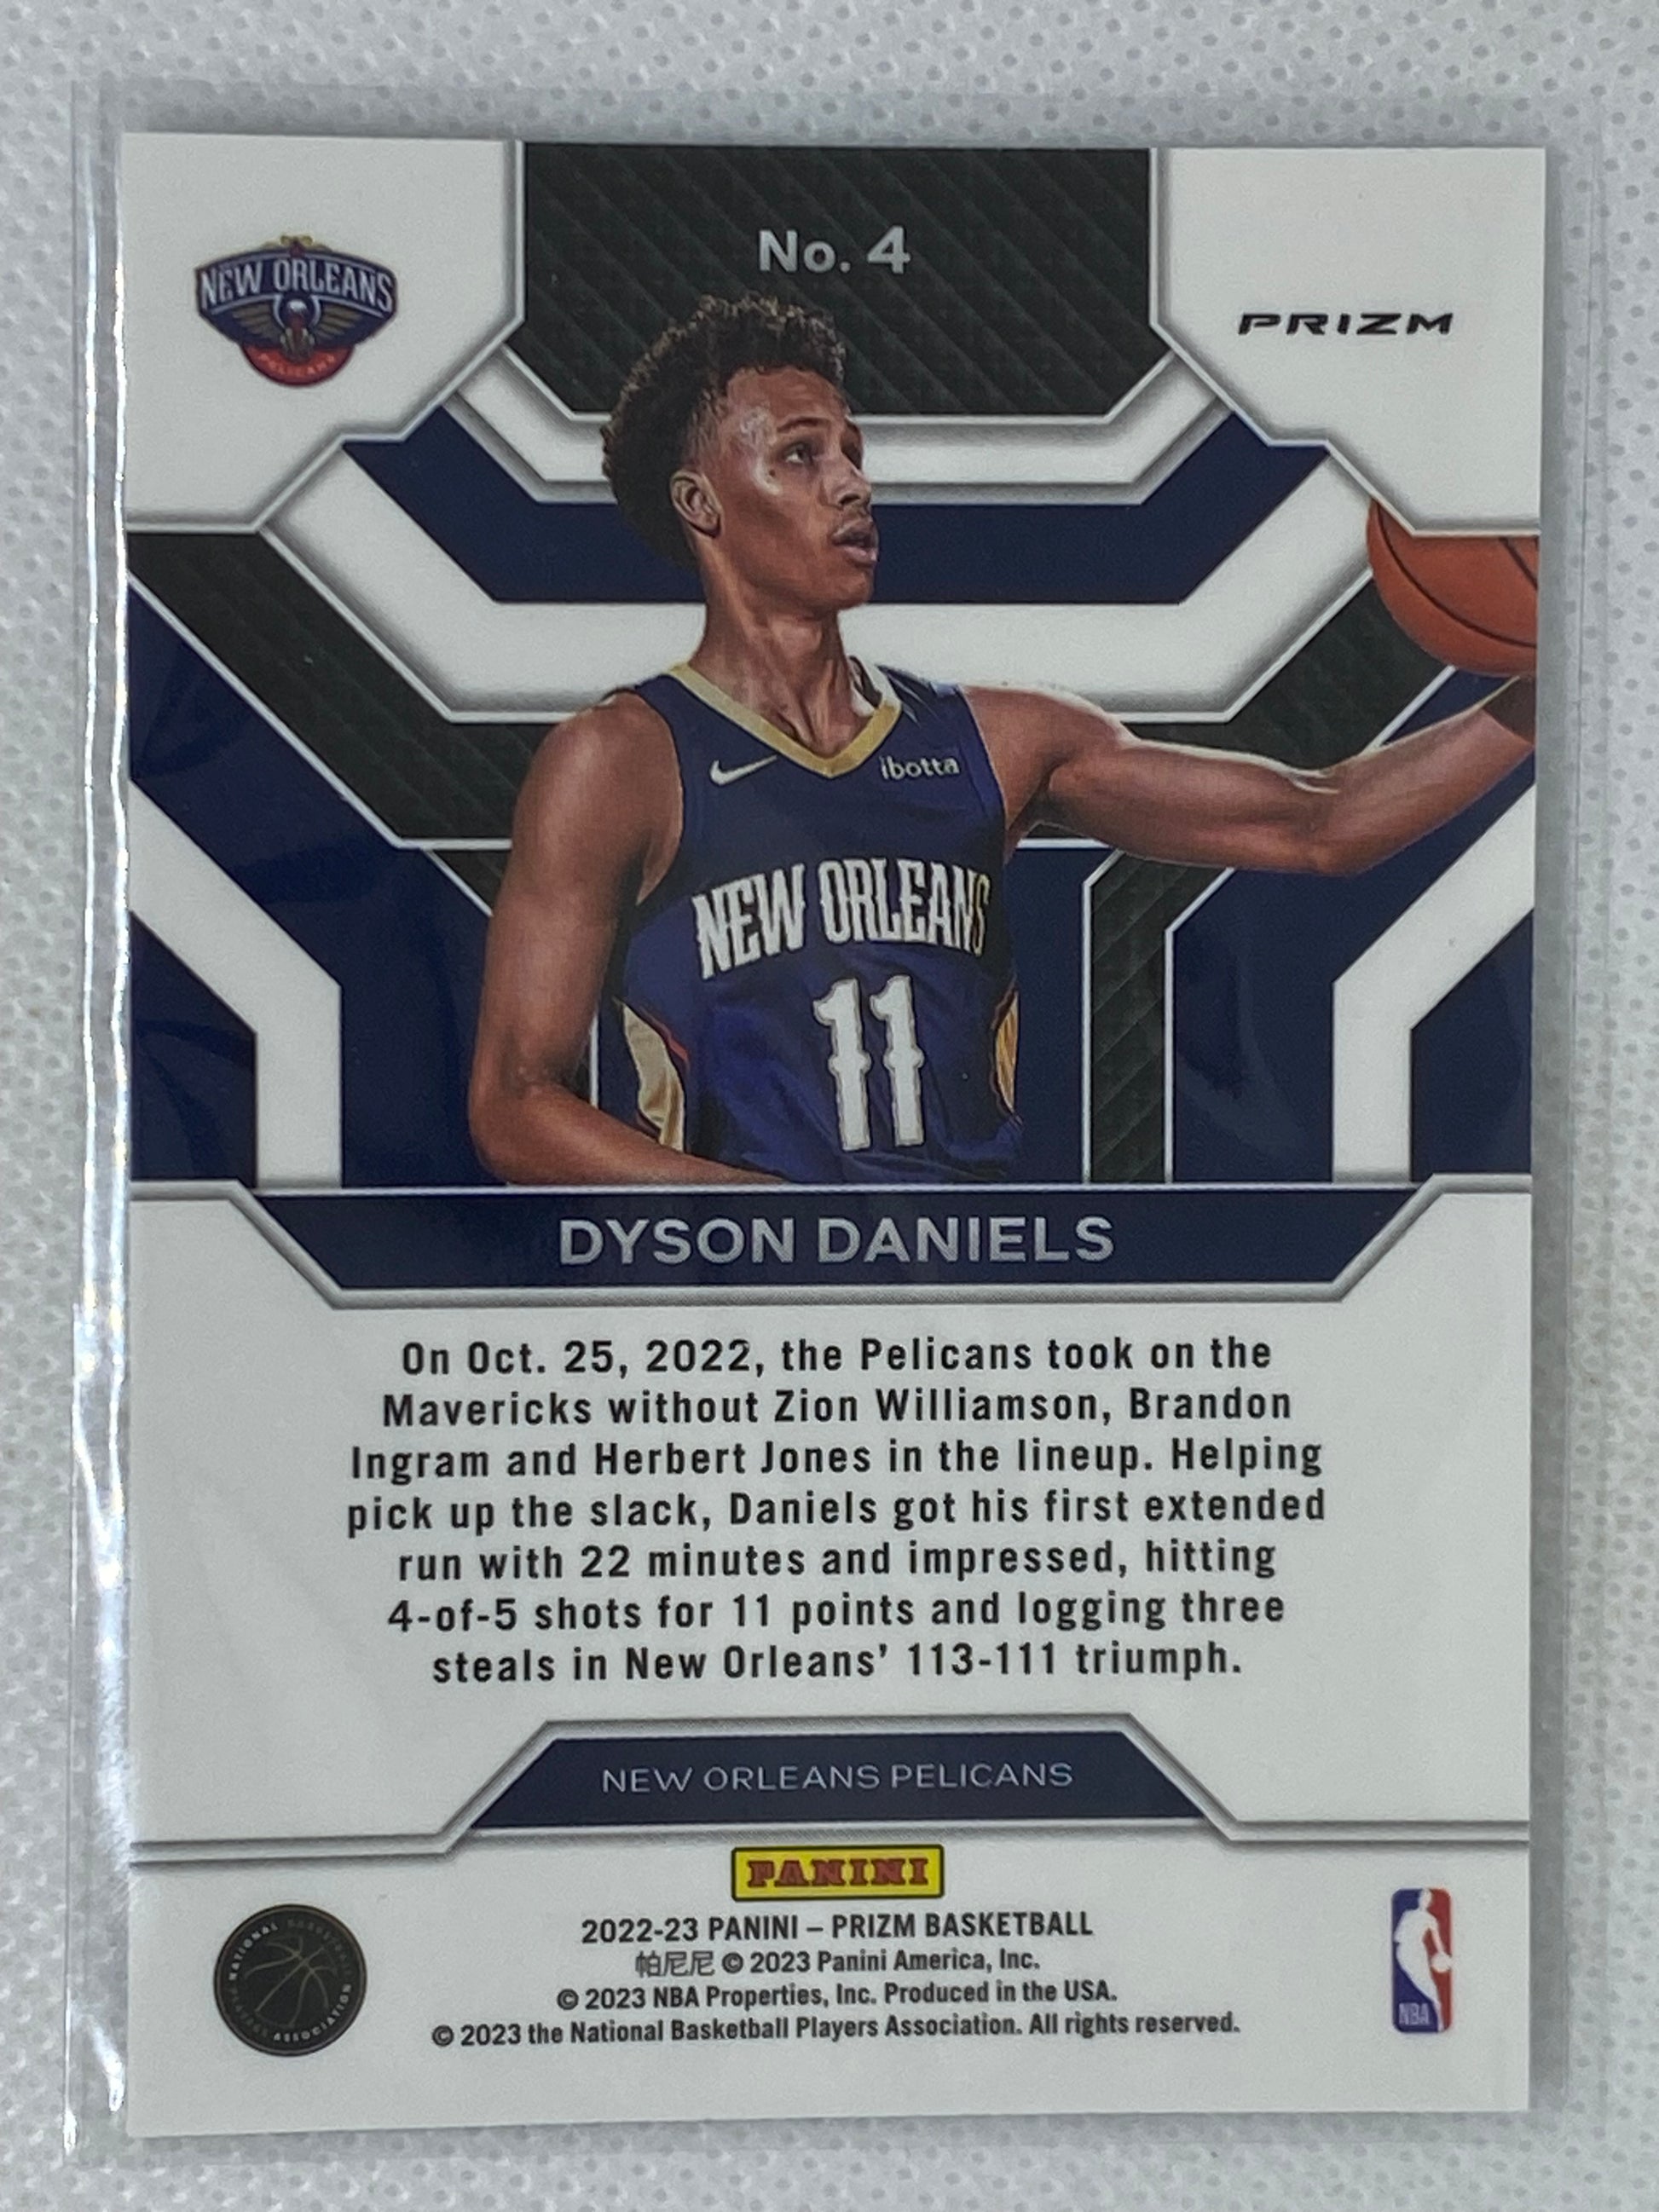 No. 4
NEW ORLEANS
PELICANS
PRIZM
ibotta
NEW ORLEANS
11
DYSON DANIELS
On Oct. 25, 2022, the Pelicans took on the
Mavericks without Zion Williamson, Brandon
Ingram and Herbert Jones in the lineup. Helping
pick up the slack, Daniels got his first extended
run with 22 minutes and impressed, hitting
4-of-5 shots for 11 points and logging three
steals in New Orleans’ 113-111 triumph.
NEW ORLEANS PELICANS
PANINI
2022-23 PANINI – PRIZM BASKETBALL
帕尼尼 © 2023 Panini America, Inc.
© 2023 NBA Properties, Inc. Produced in the USA.
© 2023 the National Basketball Players Association. All rights reserved.
NATIONAL BASKETBALL PLAYERS ASSOCIATION
NBA